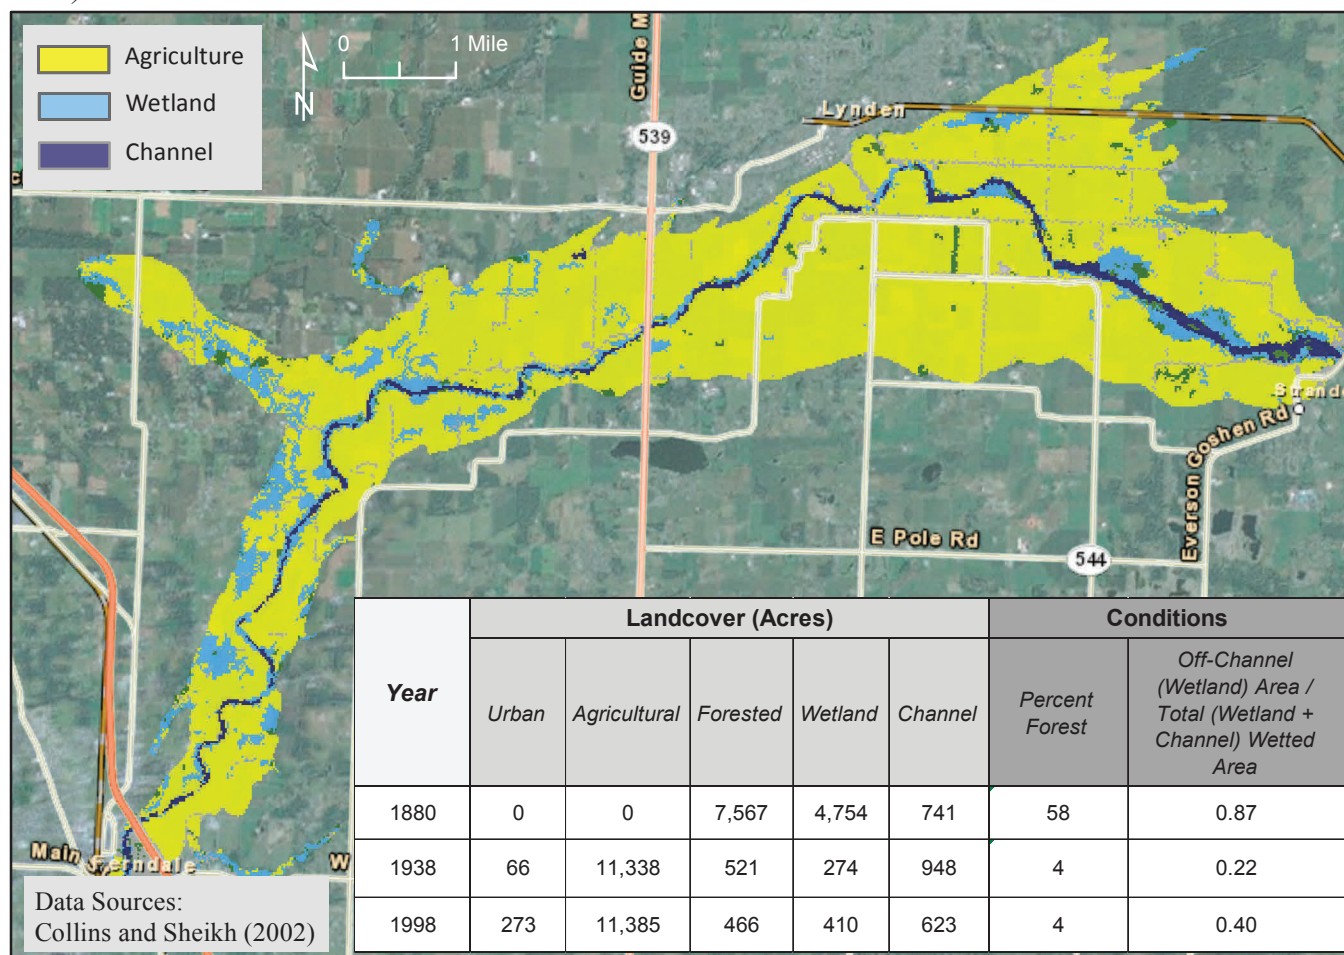 Agriculture
Wetland
Channel
0 1 Mile
N
Guide M
539
Lynden
Strande
Everson Goshen Rd
E Pole Rd
544
Main
Ferndale
W
Data Sources:
Collins and Sheikh (2002)
Year
Landcover (Acres)
Conditions
Urban
Agricultural
Forested
Wetland
Channel
Percent
Forest
Off-Channel
(Wetland) Area /
Total (Wetland +
Channel) Wetted
Area
1880 0 0 7,567 4,754 741 58 0.87
1938 66 11,338 521 274 948 4 0.22
1998 273 11,385 466 410 623 4 0.40